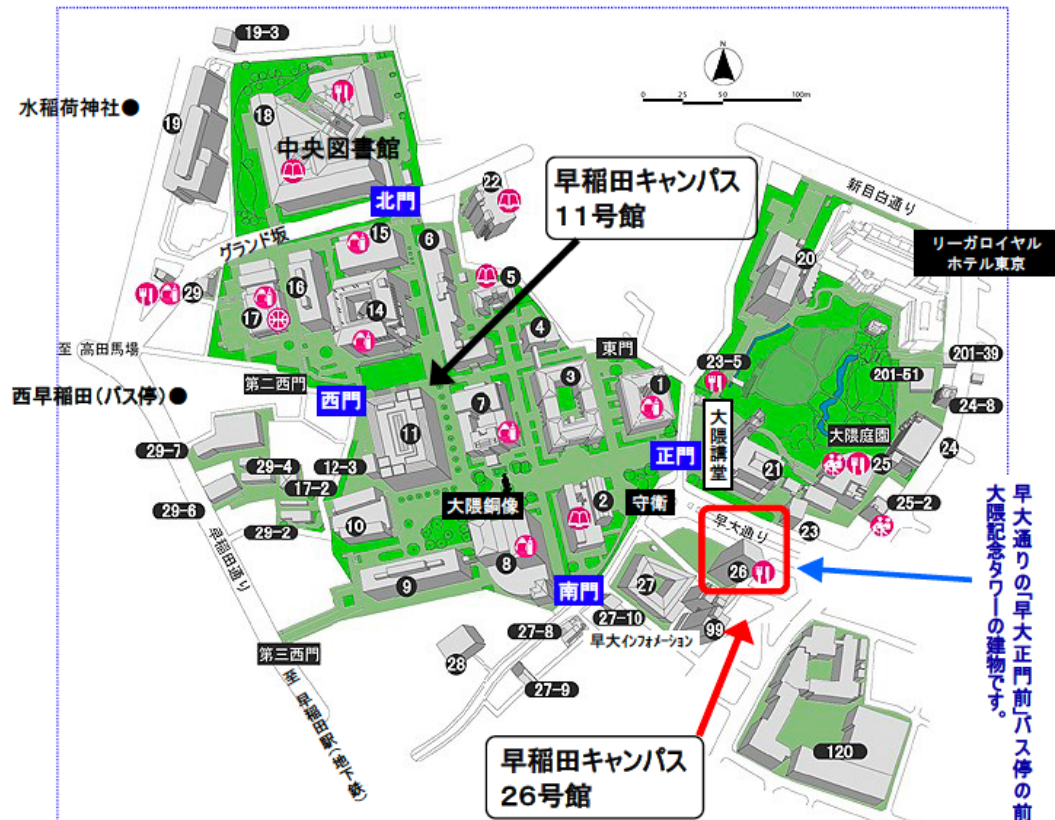 19-3
N
0 25 50 100m
水稲荷神社●
19
18
中央図書館
22
早稲田キャンパス
11号館
新目白通り
北門
グランド坂
15
6
20
リーガロイヤル
ホテル東京
5
29
16
14
17
4
東門
至 高田馬場
23-5
201-39
201-51
第二西門
3
1
24-8
西早稲田(バス停)●
西門
7
大隈講堂
大隈庭園
24
11
29-7
29-4
12-3
正門
21
25
17-2
大隈銅像
2
守衛
25-2
29-6
29-2
10
早大通り
23
8
26
9
27
南門
早稲田通り
27-10
99
27-8
早大インフォメーション
第三西門
28
27-9
至 早稲田駅(地下鉄)
120
早稲田キャンパス
26号館
早大通りの「早大正門前」バス停の前
大隈記念タワーの建物です。